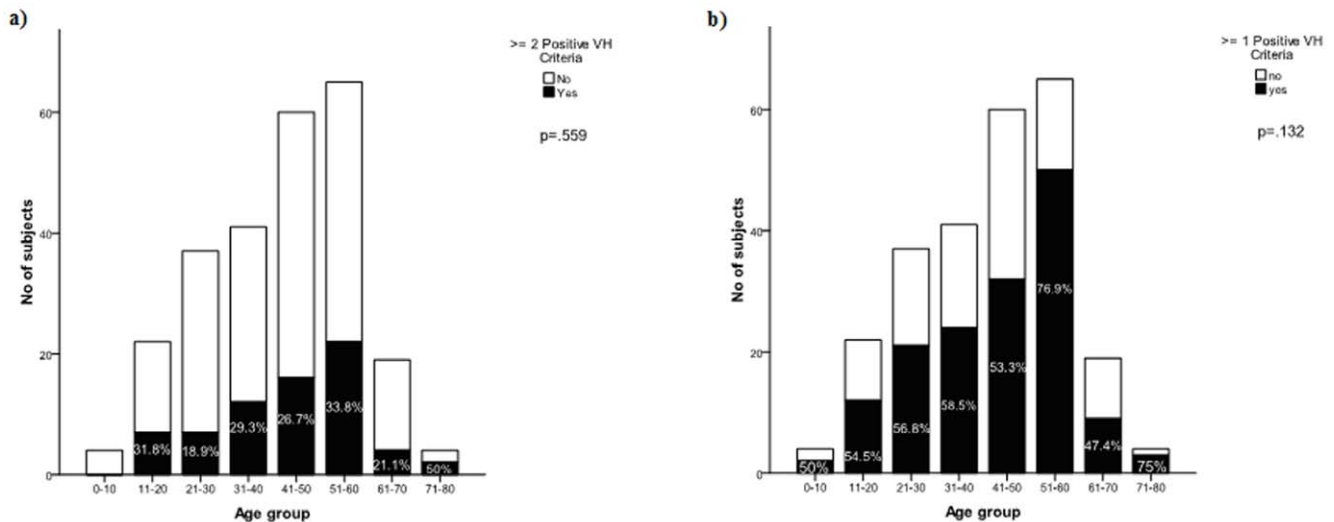 a)
>= 2 Positive VH
Criteria
No
Yes
p=.559
No of subjects
60
40
20
0
31.8%
18.9%
29.3%
26.7%
33.8%
21.1%
50%
0-10 11-20 21-30 31-40 41-50 51-60 61-70 71-80
Age group
b)
>= 1 Positive VH
Criteria
no
yes
p=.132
No of subjects
60
40
20
0
50%
54.5%
56.8%
58.5%
53.3%
76.9%
47.4%
75%
0-10 11-20 21-30 31-40 41-50 51-60 61-70 71-80
Age group